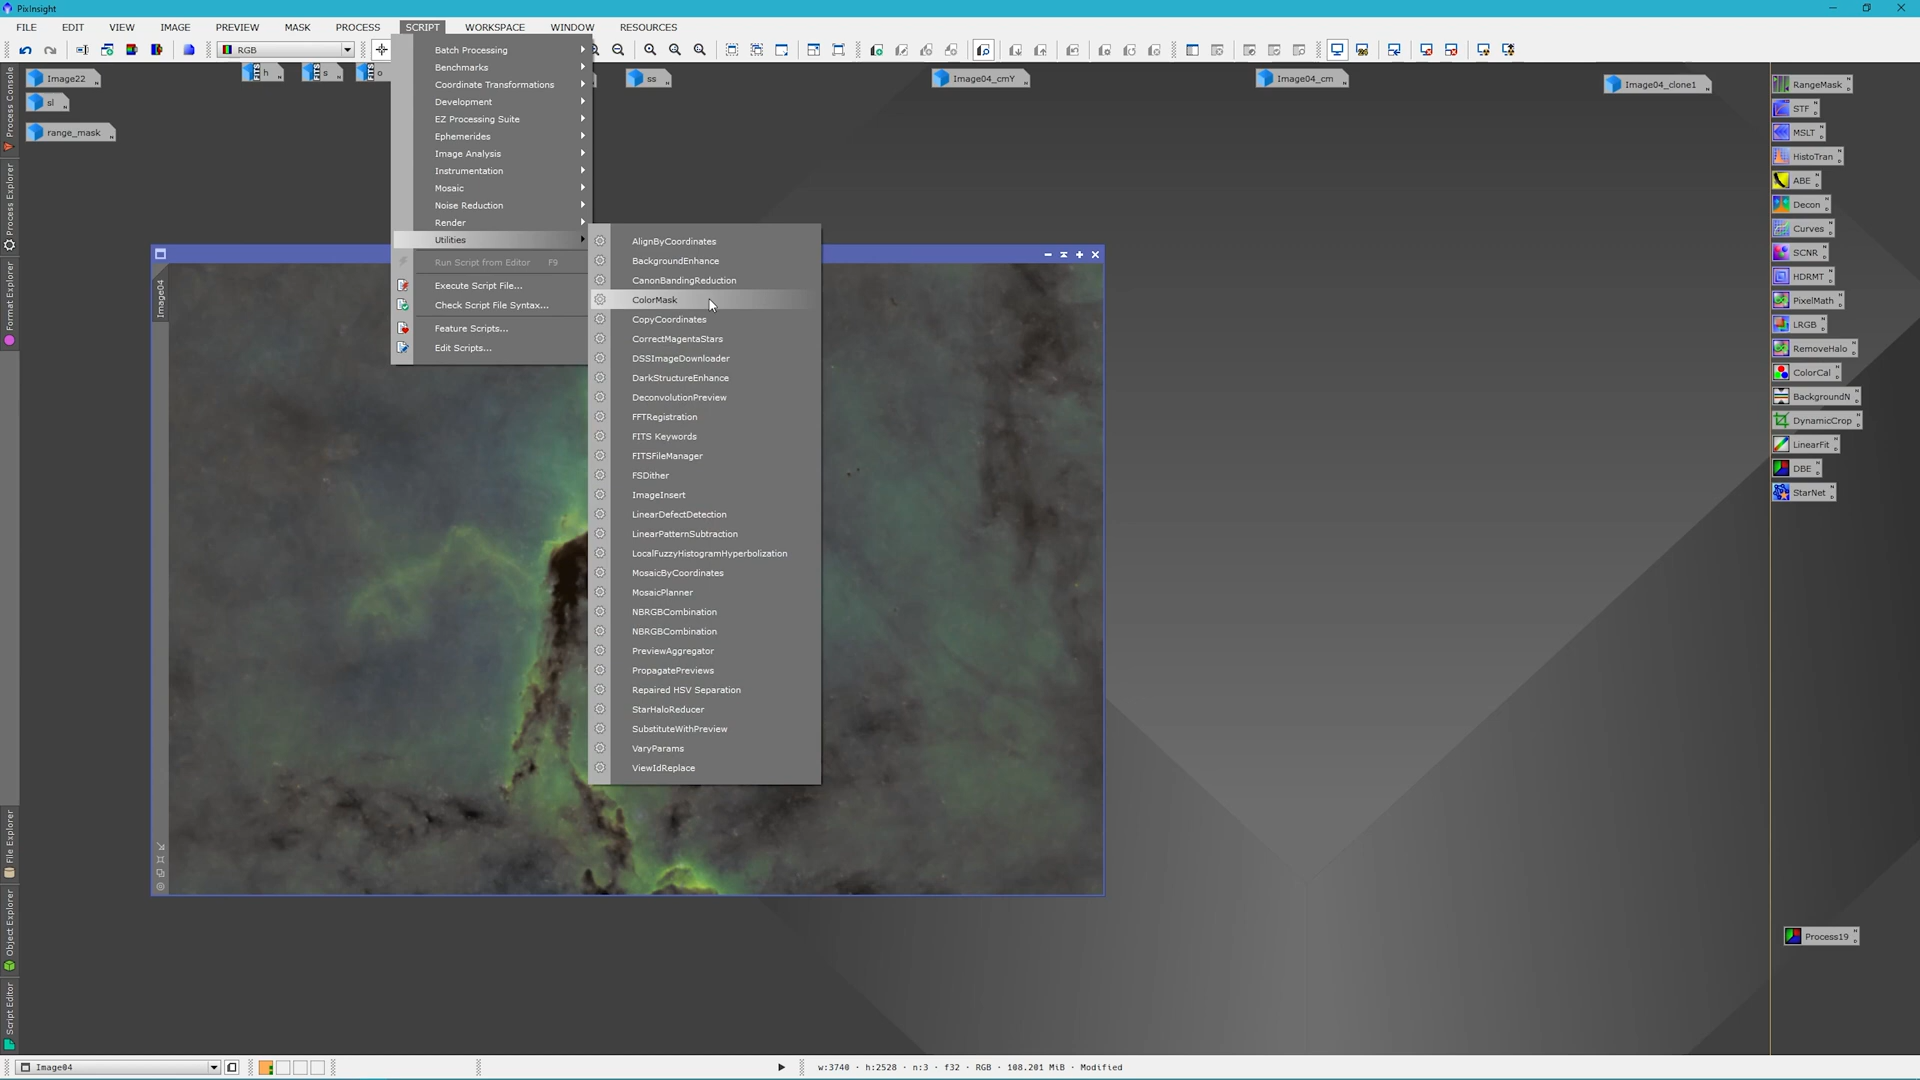 PixInsight
FILE EDIT VIEW IMAGE PREVIEW MASK PROCESS SCRIPT WORKSPACE WINDOW RESOURCES
RGB
Image22
sl
range_mask
h
s
o
ss
Image04_cmY
Image04_cm
Image04_clone1
Process Console
Process Explorer
Format Explorer
File Explorer
Object Explorer
Script Editor
Batch Processing
Benchmarks
Coordinate Transformations
Development
EZ Processing Suite
Ephemerides
Image Analysis
Instrumentation
Mosaic
Noise Reduction
Render
Utilities
Run Script from Editor F9
Execute Script File...
Check Script File Syntax...
Feature Scripts...
Edit Scripts...
AlignByCoordinates
BackgroundEnhance
CanonBandingReduction
ColorMask
CopyCoordinates
CorrectMagentaStars
DSSImageDownloader
DarkStructureEnhance
DeconvolutionPreview
FFTRegistration
FITS Keywords
FITSFileManager
FSDither
ImageInsert
LinearDefectDetection
LinearPatternSubtraction
LocalFuzzyHistogramHyperbolization
MosaicByCoordinates
MosaicPlanner
NBRGBCombination
NBRGBCombination
PreviewAggregator
PropagatePreviews
Repaired HSV Separation
StarHaloReducer
SubstituteWithPreview
VaryParams
ViewIdReplace
Image04
RangeMask
STF
MSLT
HistoTran
ABE
Decon
Curves
SCNR
HDRMT
PixelMath
LRGB
RemoveHalo
ColorCal
BackgroundN
DynamicCrop
LinearFit
DBE
StarNet
Process19
Image04
w:3740 · h:2528 · n:3 · f32 · RGB · 108.201 MiB · Modified